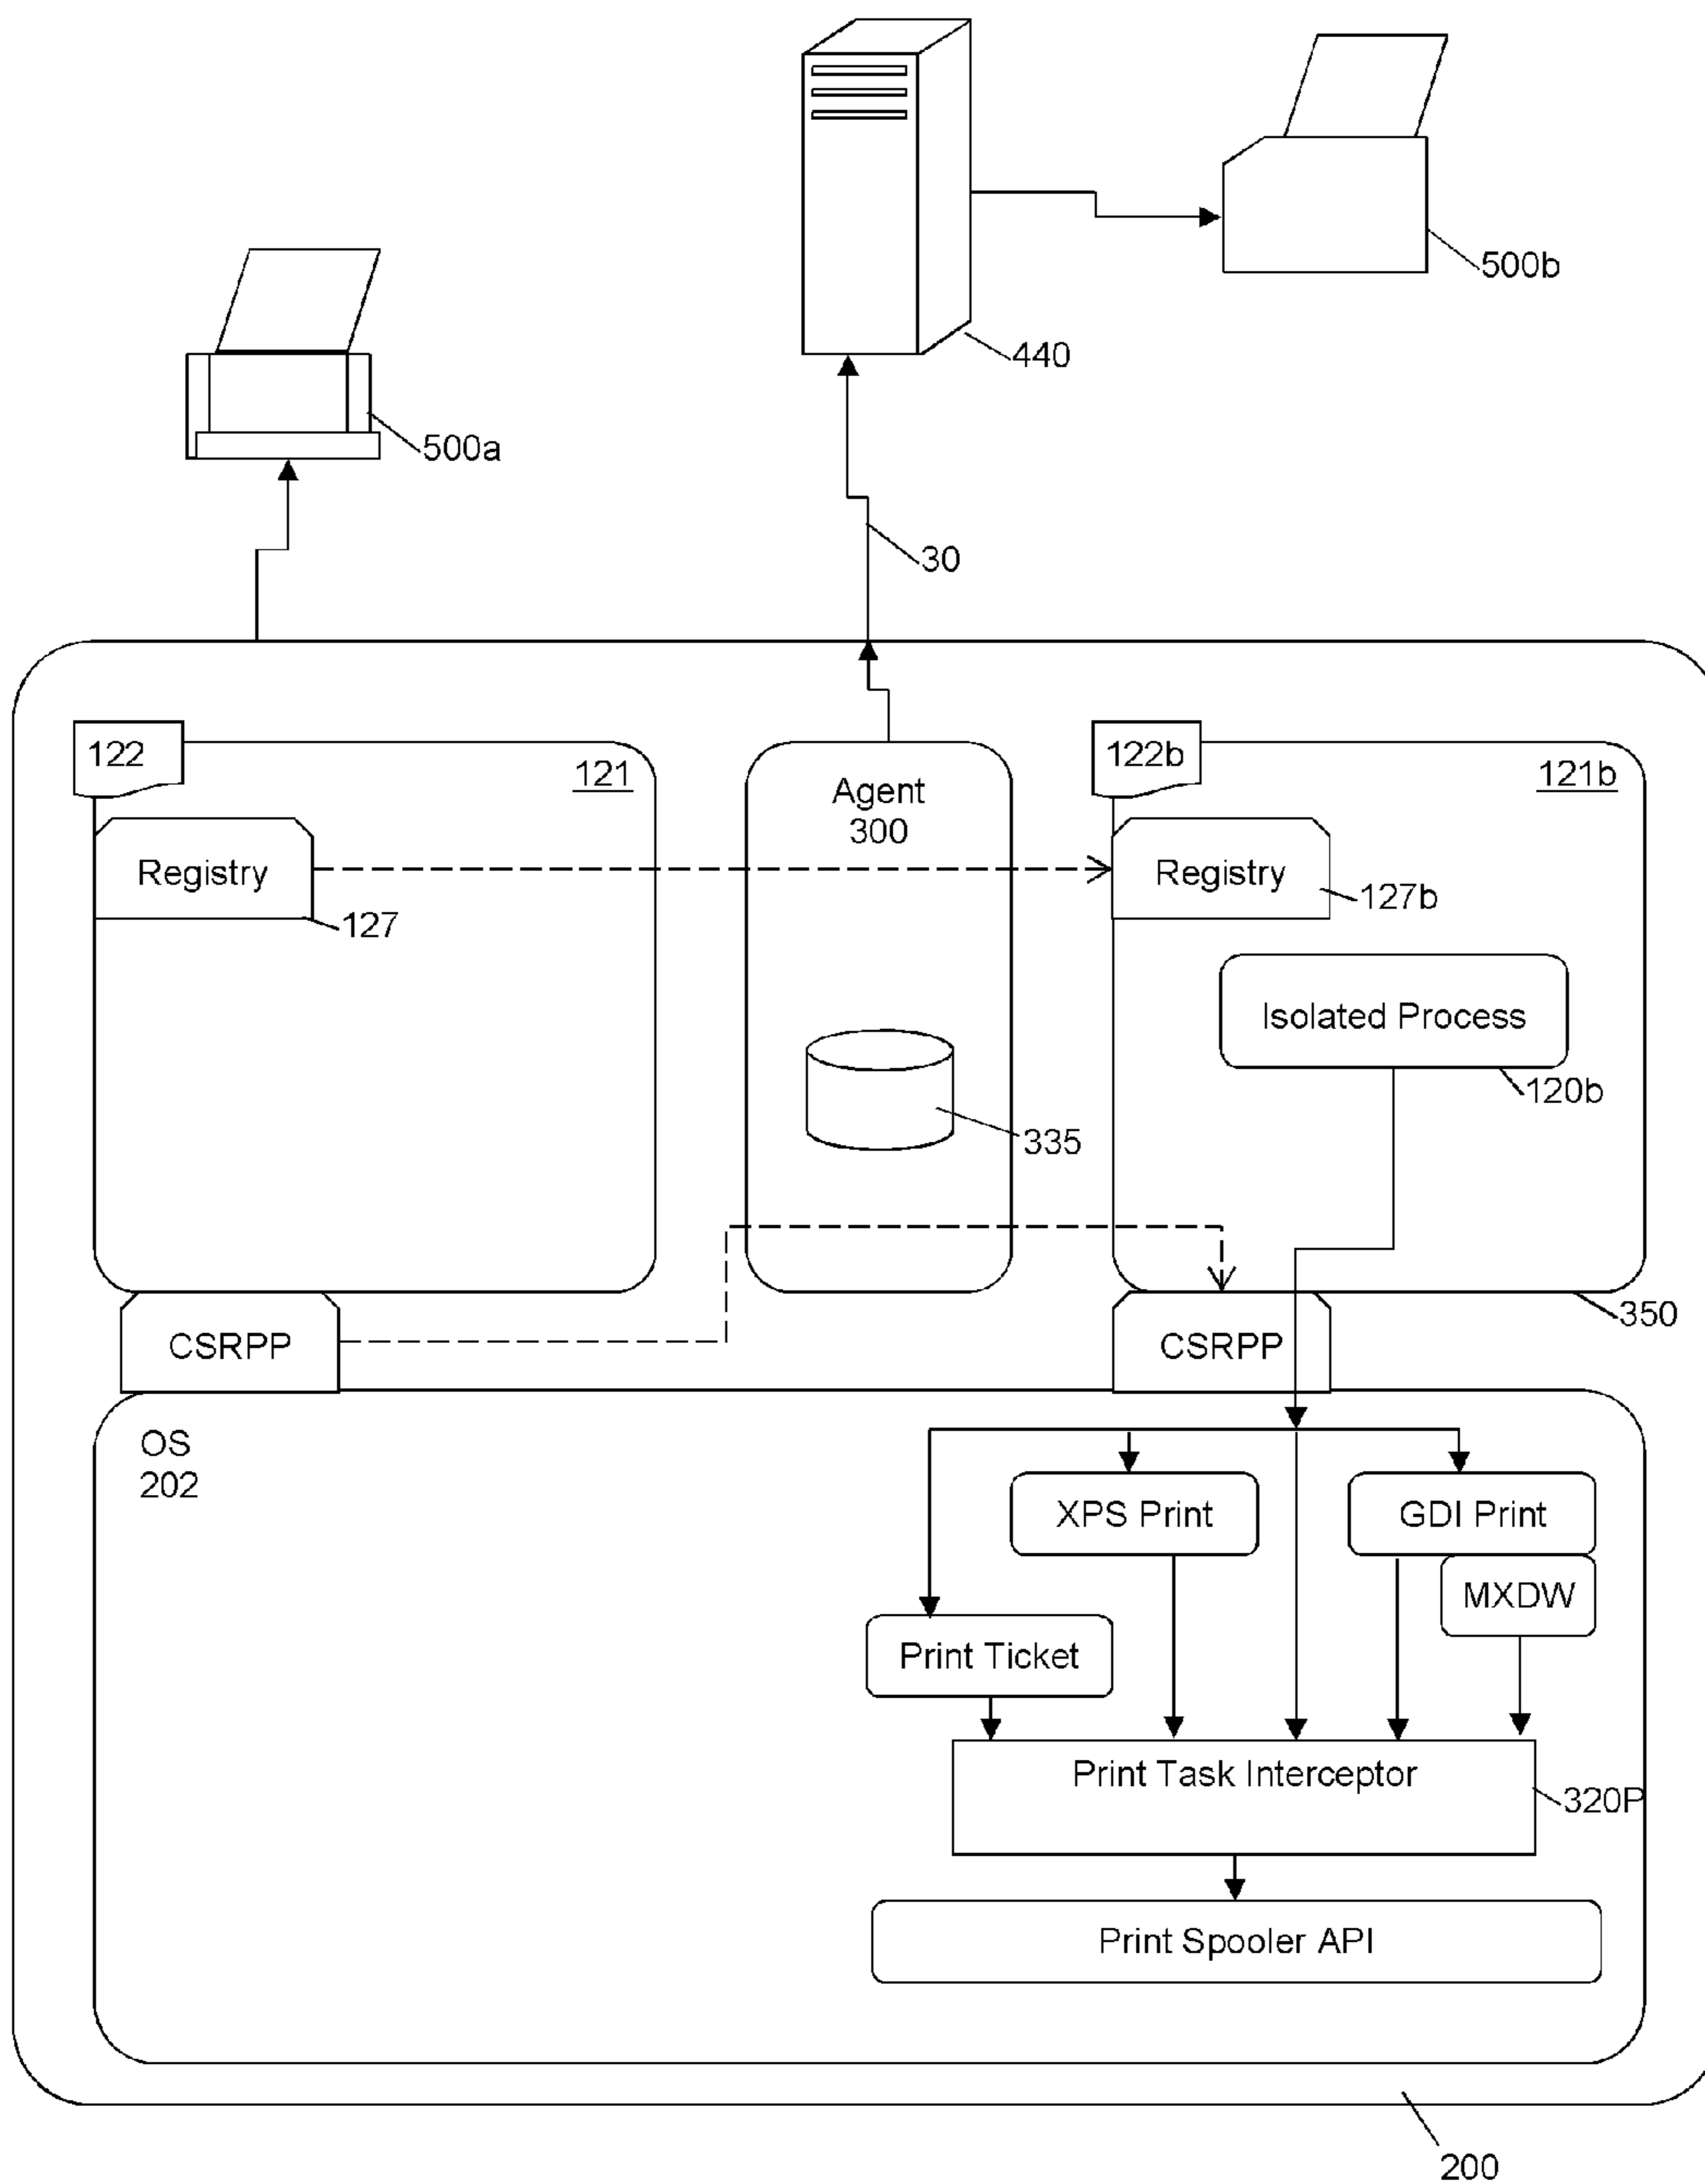 500b
440
500a
30
122
121
Agent
300
122b
121b
Registry
127
Registry
127b
Isolated Process
120b
335
350
CSRPP
CSRPP
OS
202
XPS Print
GDI Print
MXDW
Print Ticket
Print Task Interceptor
320P
Print Spooler API
200